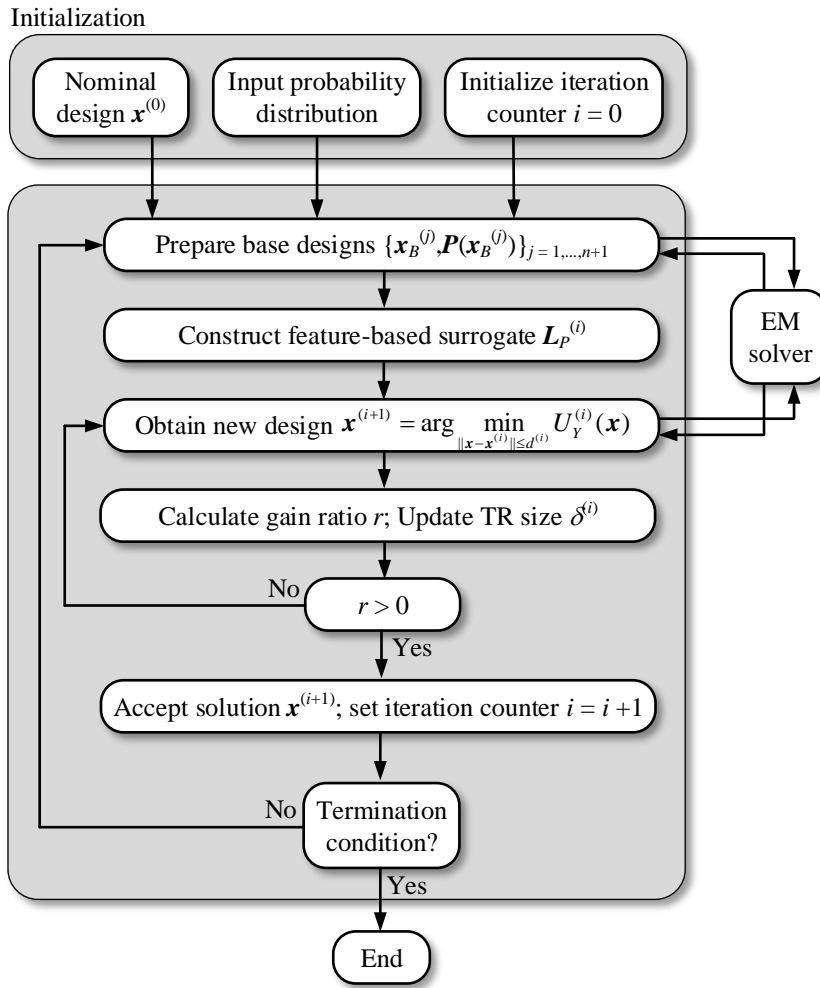 Initialization
Nominal
design x^(0)
Input probability
distribution
Initialize iteration
counter i = 0
Prepare base designs {x_B^(j),P(x_B^(j))}_j = 1,...,n+1
Construct feature-based surrogate L_P^(i)
EM
solver
Obtain new design x^(i+1) = arg min_‖x−x^(i)‖≤d^(i) U_Y^(i)(x)
Calculate gain ratio r; Update TR size δ^(i)
No
r > 0
Yes
Accept solution x^(i+1); set iteration counter i = i +1
No
Termination
condition?
Yes
End